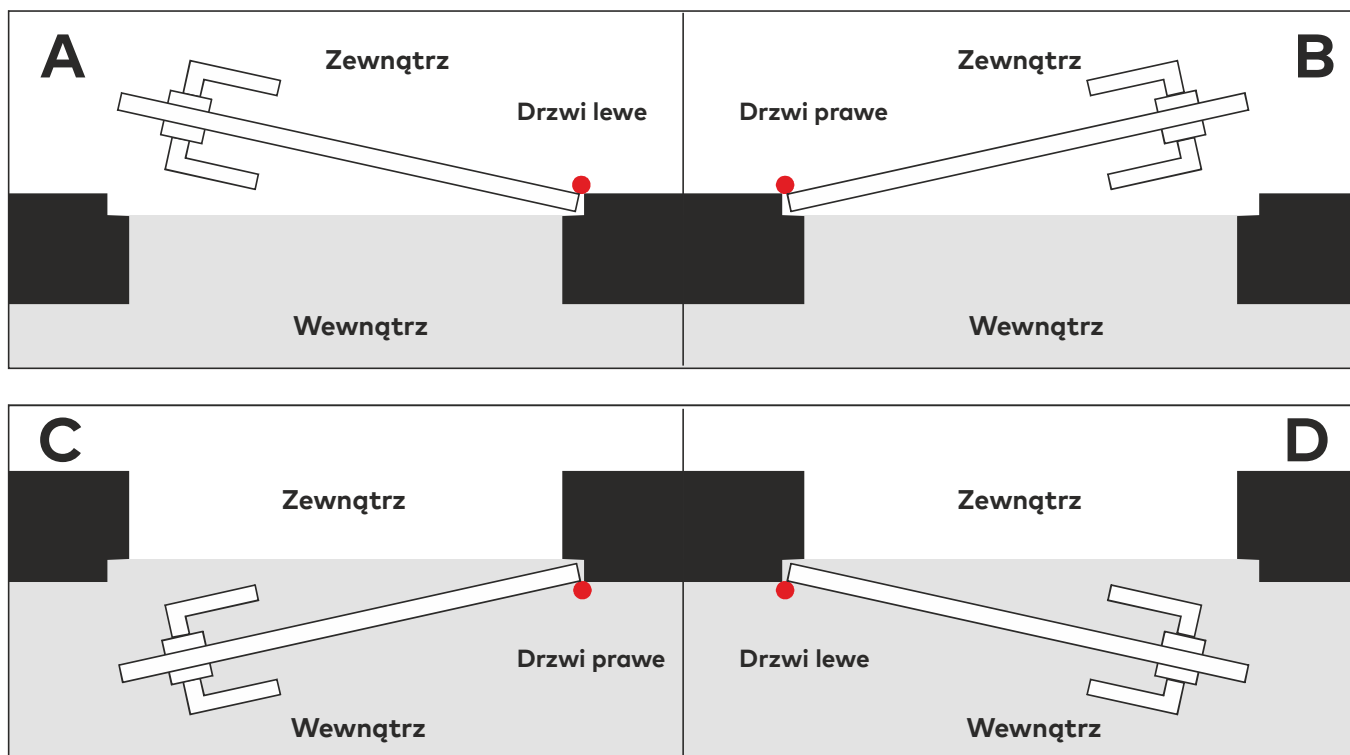 A
Zewnątrz
Drzwi lewe
Wewnątrz
B
Zewnątrz
Drzwi prawe
Wewnątrz
C
Zewnątrz
Drzwi prawe
Wewnątrz
D
Zewnątrz
Drzwi lewe
Wewnątrz